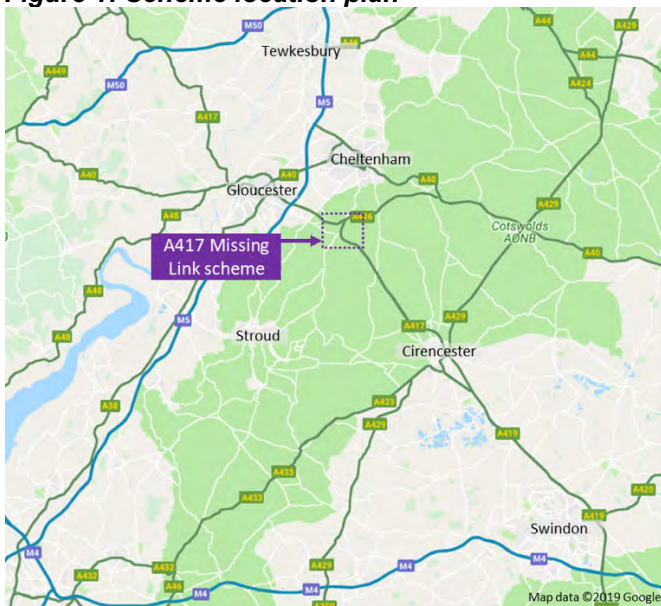 Figure 1: Scheme location plan
A44
A429
M50
A46
Tewkesbury
A44
A449
A424
M50
M5
A417
Cheltenham
A40
A40
A40
Gloucester
A429
A48
A436
Cotswolds
AONB
A417 Missing
Link scheme
A40
A48
M5
A417
A429
A48
Stroud
Cirencester
A38
A433
A429
A419
A433
A433
A420
A419
Swindon
M4
M4
A432
A429
M4
A432
A46
M4
Map data ©2019 Google